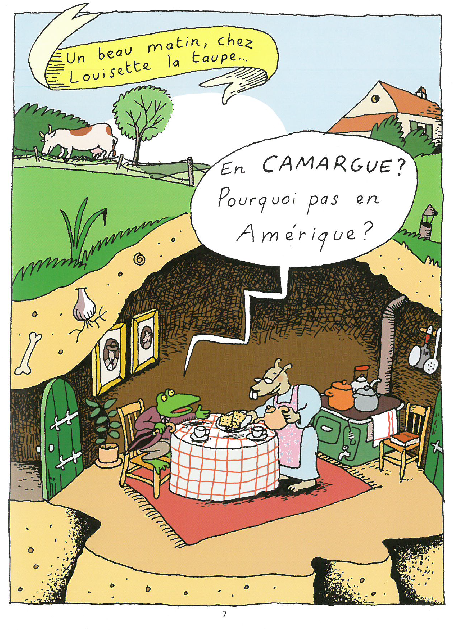 Un beau matin, chez
Louisette la taupe...
En CAMARGUE?
Pourquoi pas en
Amérique?
7